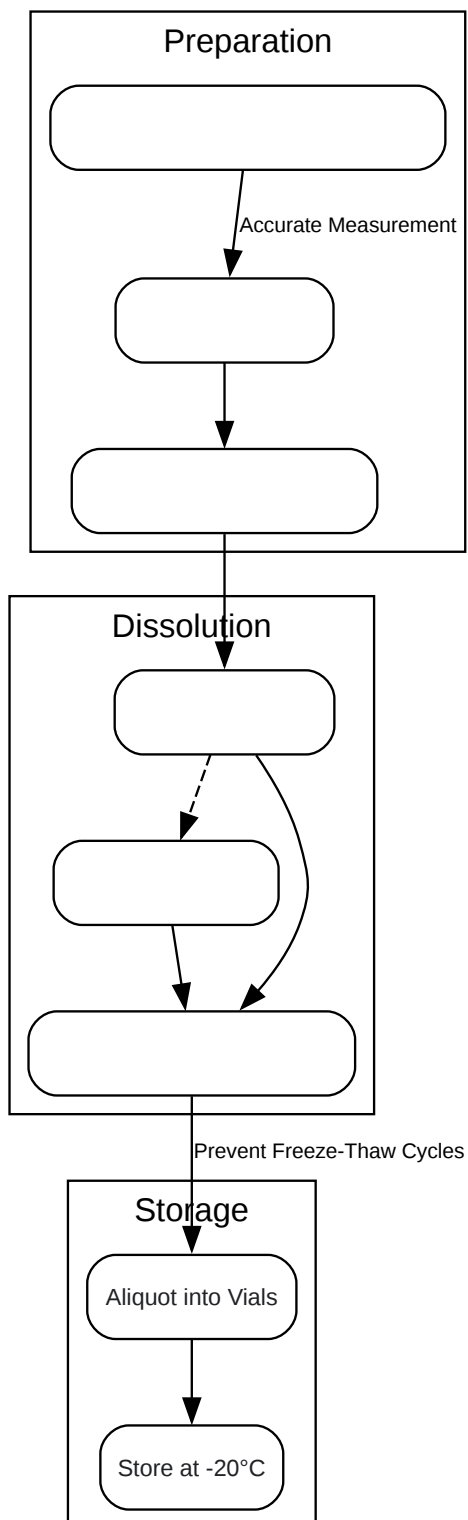 Preparation
Accurate Measurement
Dissolution
Prevent Freeze-Thaw Cycles
Storage
Aliquot into Vials
Store at -20°C